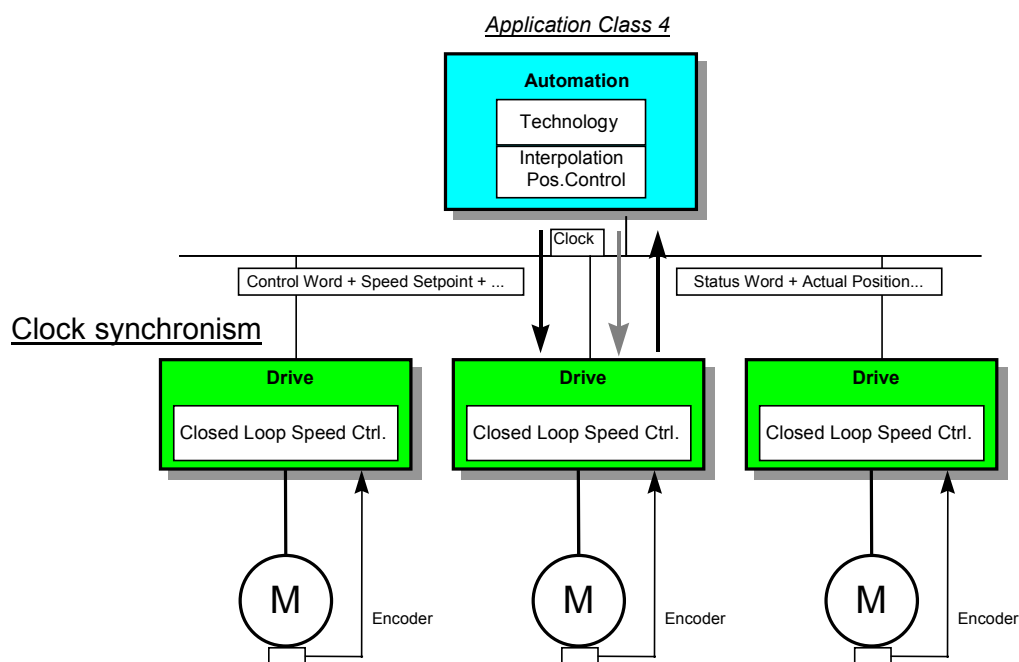 Application Class 4
Automation
Technology
Interpolation
Pos.Control
Clock
Control Word + Speed Setpoint + ...
Status Word + Actual Position...
Clock synchronism
Drive
Drive
Drive
Closed Loop Speed Ctrl.
Closed Loop Speed Ctrl.
Closed Loop Speed Ctrl.
M
M
M
Encoder
Encoder
Encoder